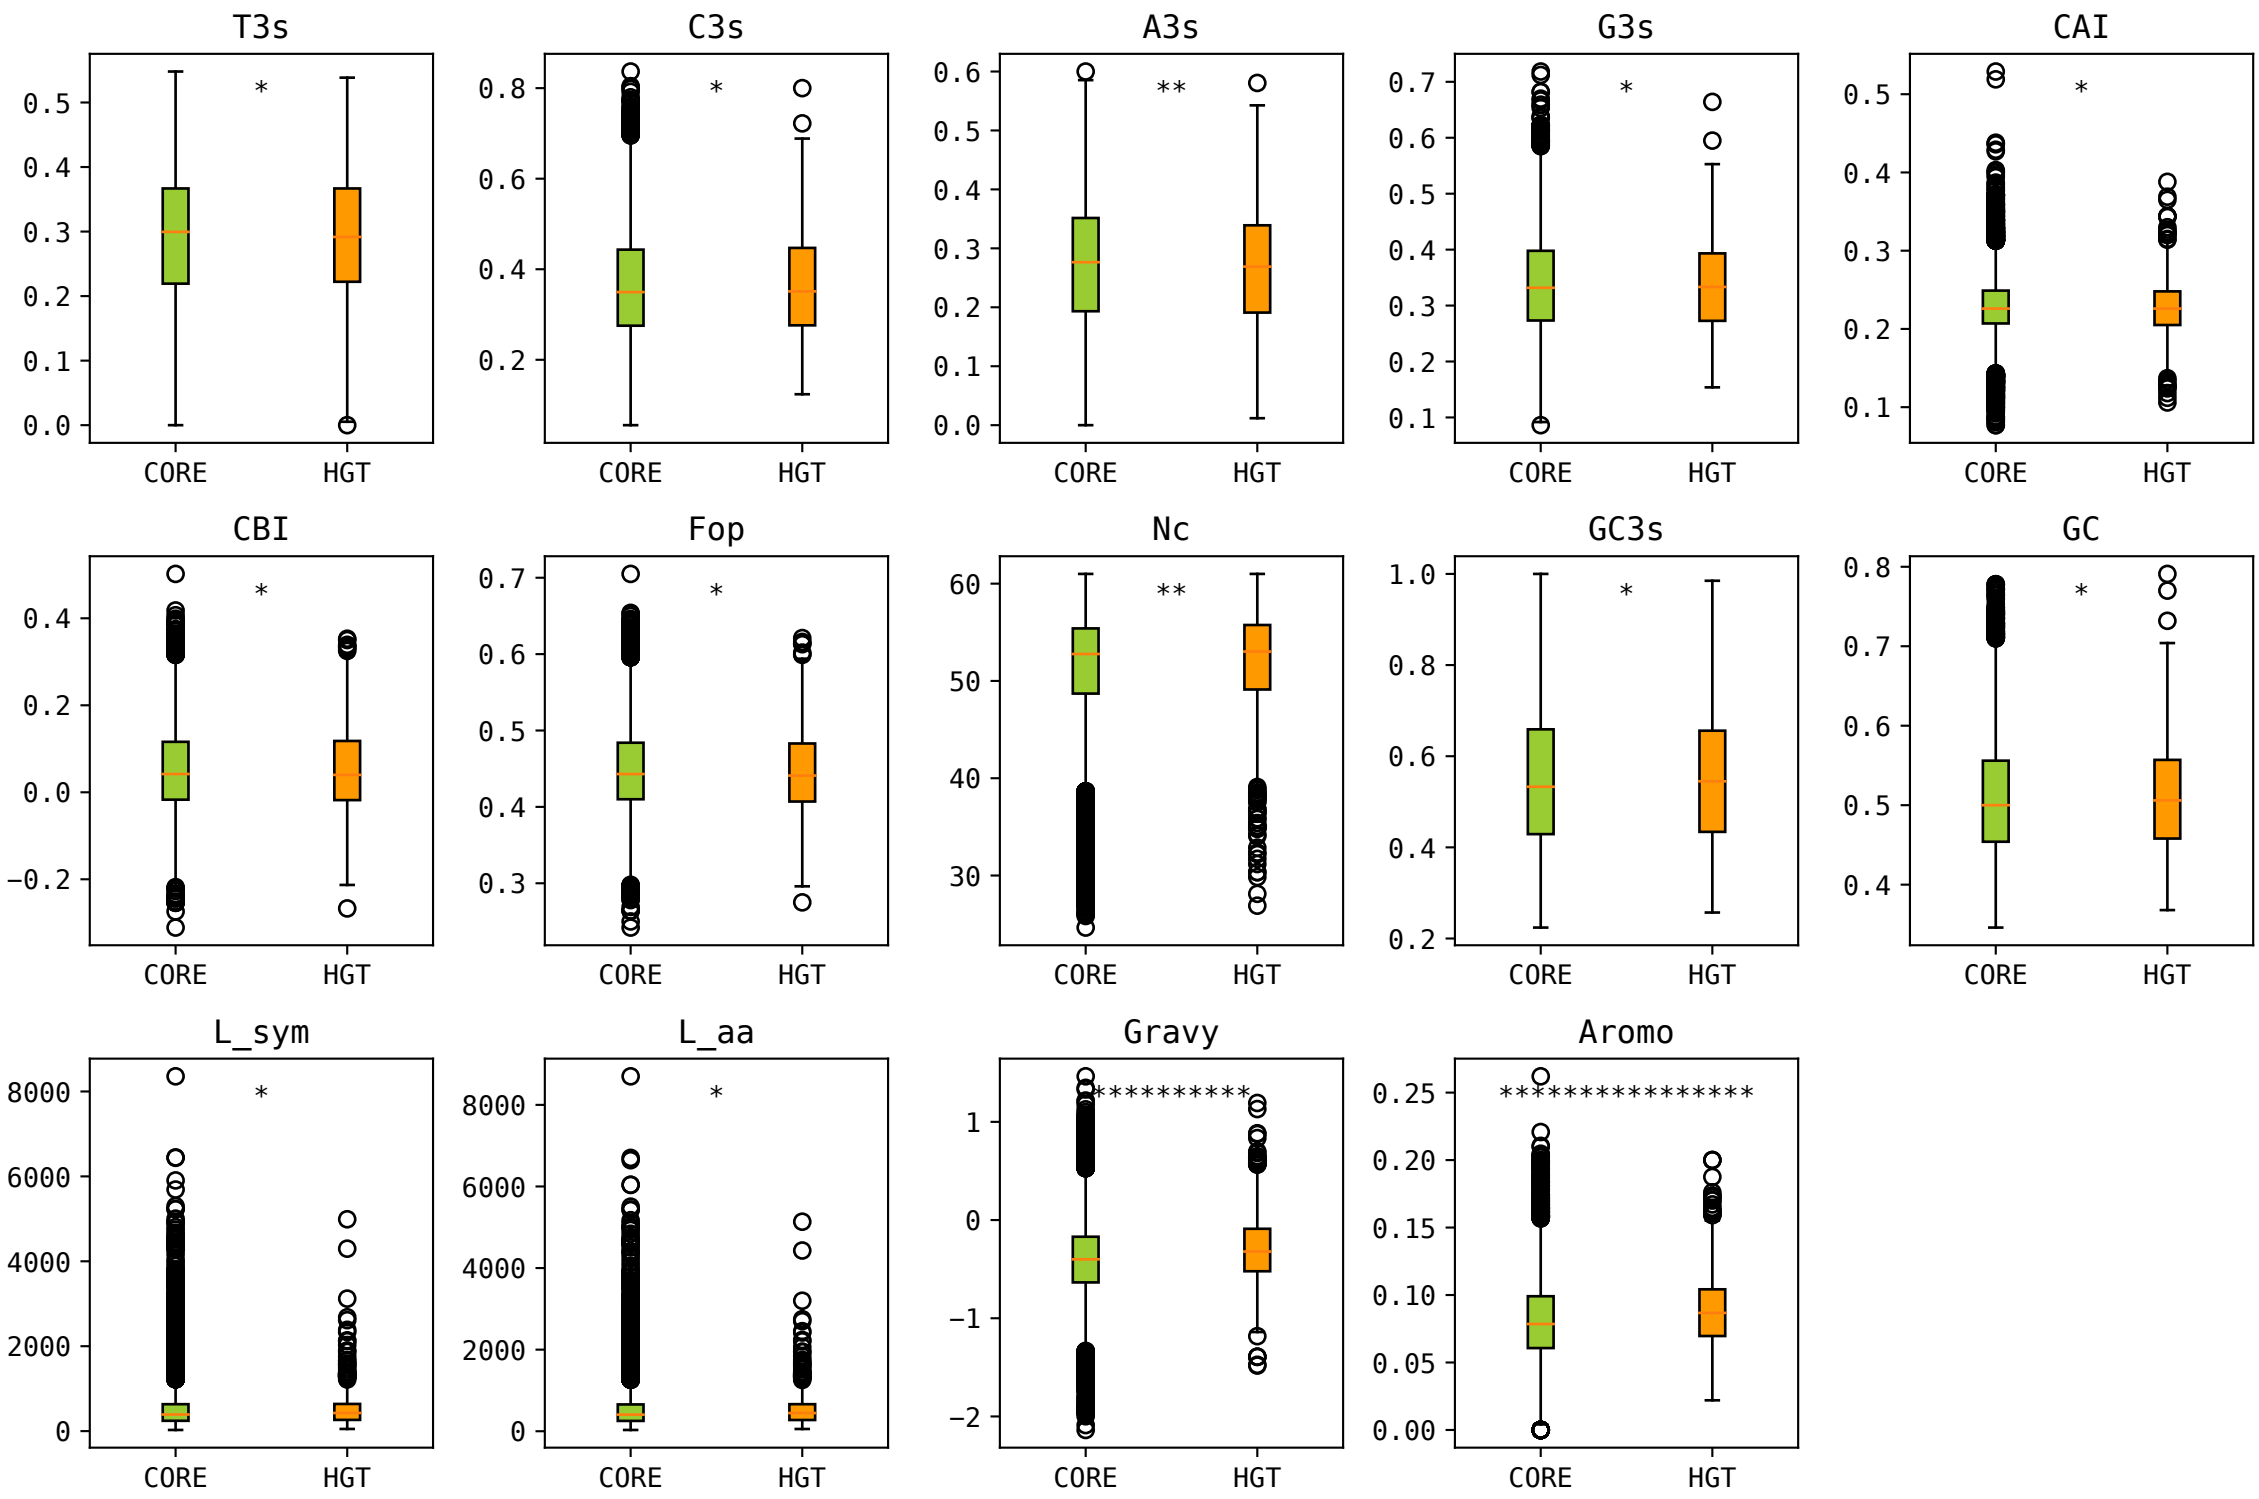 T3s C3s A3s G3s CAI
* * ** * *
0.5 0.8 0.6 0.7 0.5
0.4 0.6 0.5 0.6 0.4
0.3 0.4 0.4 0.5 0.3
0.2 0.2 0.3 0.4 0.2
0.1 0.2 0.3 0.1
0.0 0.1 0.2
0.0 0.1
CORE HGT CORE HGT CORE HGT CORE HGT CORE HGT
CBI Fop Nc GC3s GC
* * ** * *
0.4 0.7 60 1.0 0.8
0.2 0.6 50 0.8 0.7
0.0 0.5 40 0.6 0.6
−0.2 0.4 30 0.4 0.5
0.3 0.2 0.4
CORE HGT CORE HGT CORE HGT CORE HGT CORE HGT
L_sym L_aa Gravy Aromo
* * ********** ****************
8000 8000 1 0.25
6000 6000 0 0.20
4000 4000 −1 0.15
2000 2000 −2 0.10
0 0 0.05
0.00
CORE HGT CORE HGT CORE HGT CORE HGT